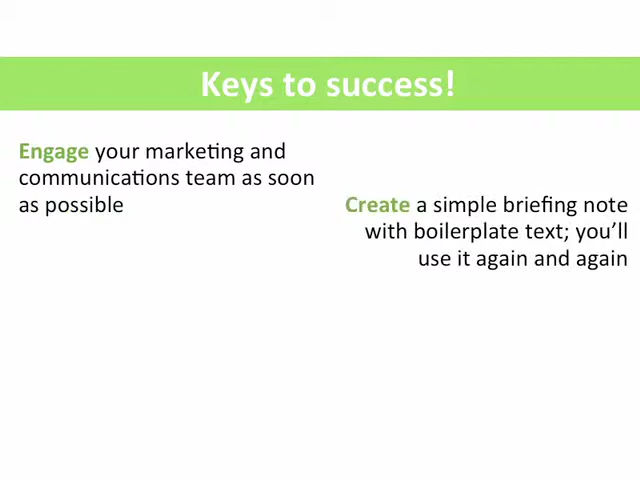 Keys to success!
Engage your marketing and
communications team as soon
as possible
Create a simple briefing note
with boilerplate text; you’ll
use it again and again